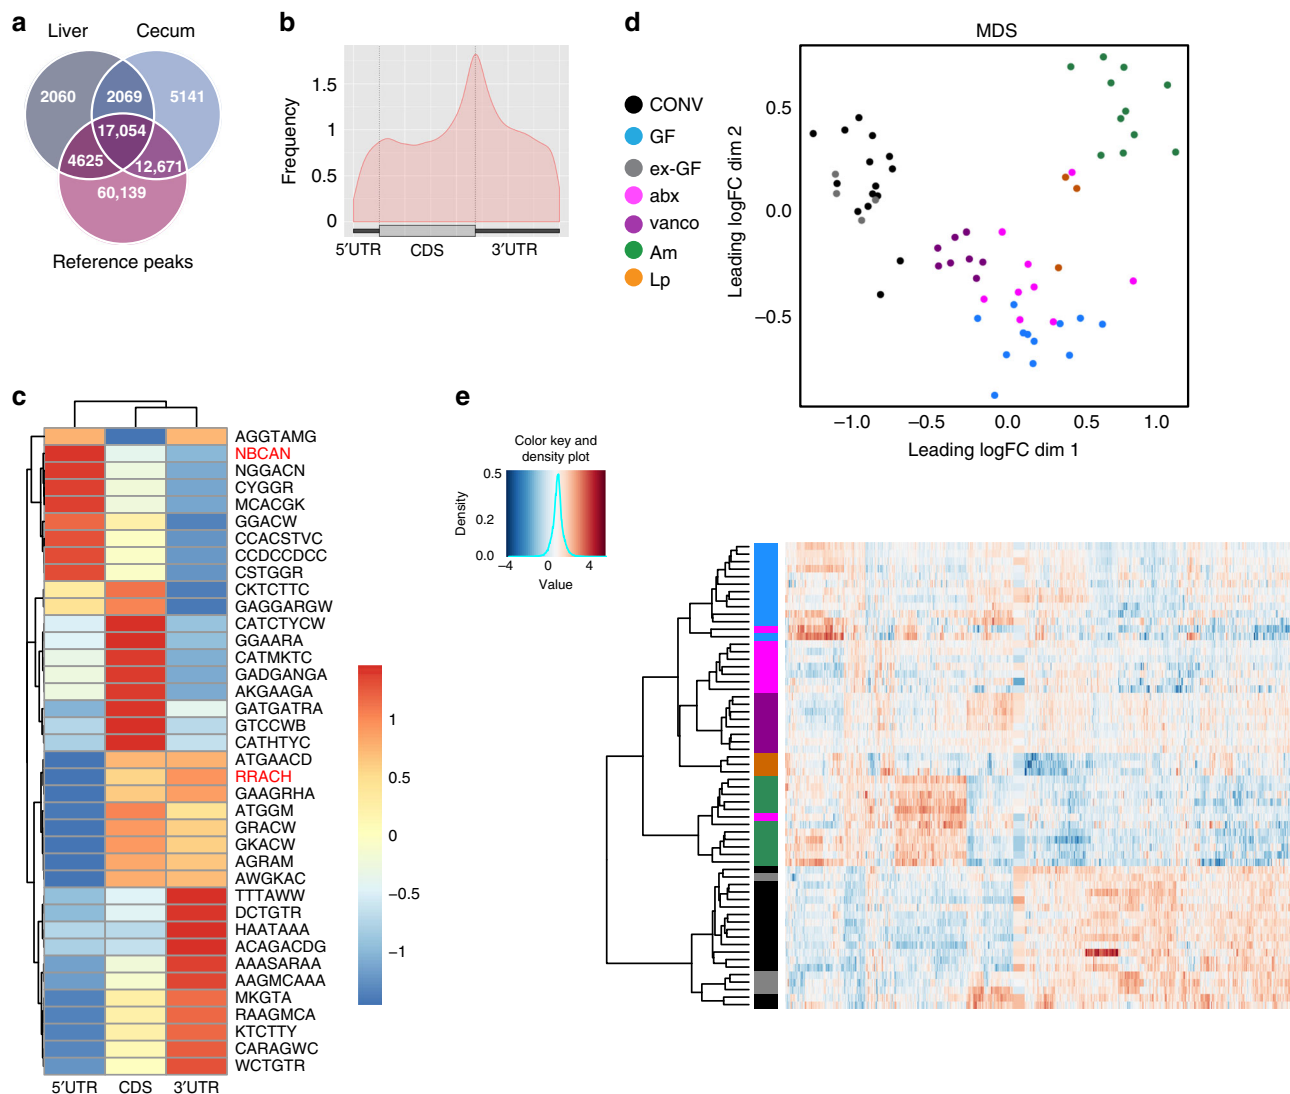 a
Liver Cecum
2060 2069 5141
17,054
4625 12,671
60,139
Reference peaks
b
Frequency
1.5
1
0.5
0
5′UTR CDS 3′UTR
d
CONV
GF
ex-GF
abx
vanco
Am
Lp
MDS
Leading logFC dim 2
0.5
0.0
−0.5
−1.0 −0.5 0.0 0.5 1.0
Leading logFC dim 1
c
AGGTAMG
NBCAN
NGGACN
CYGGR
MCACGK
GGACW
CCACSTVC
CCDCCDCC
CSTGGR
CKTCTTC
GAGGARGW
CATCTYCW
GGAARA
CATMKTC
GADGANGA
AKGAAGA
GATGATRA
GTCCWB
CATHTYC
ATGAACD
RRACH
GAAGRHA
ATGGM
GRACW
GKACW
AGRAM
AWGKAC
TTTAWW
DCTGTR
HAATAAA
ACAGACDG
AAASARAA
AAGMCAAA
MKGTA
RAAGMCA
KTCTTY
CARAGWC
WCTGTR
5′UTR CDS 3′UTR
1
0.5
0
−0.5
−1
e
Color key and
density plot
Density
0.5
0.2
0.0
−4 0 4
Value